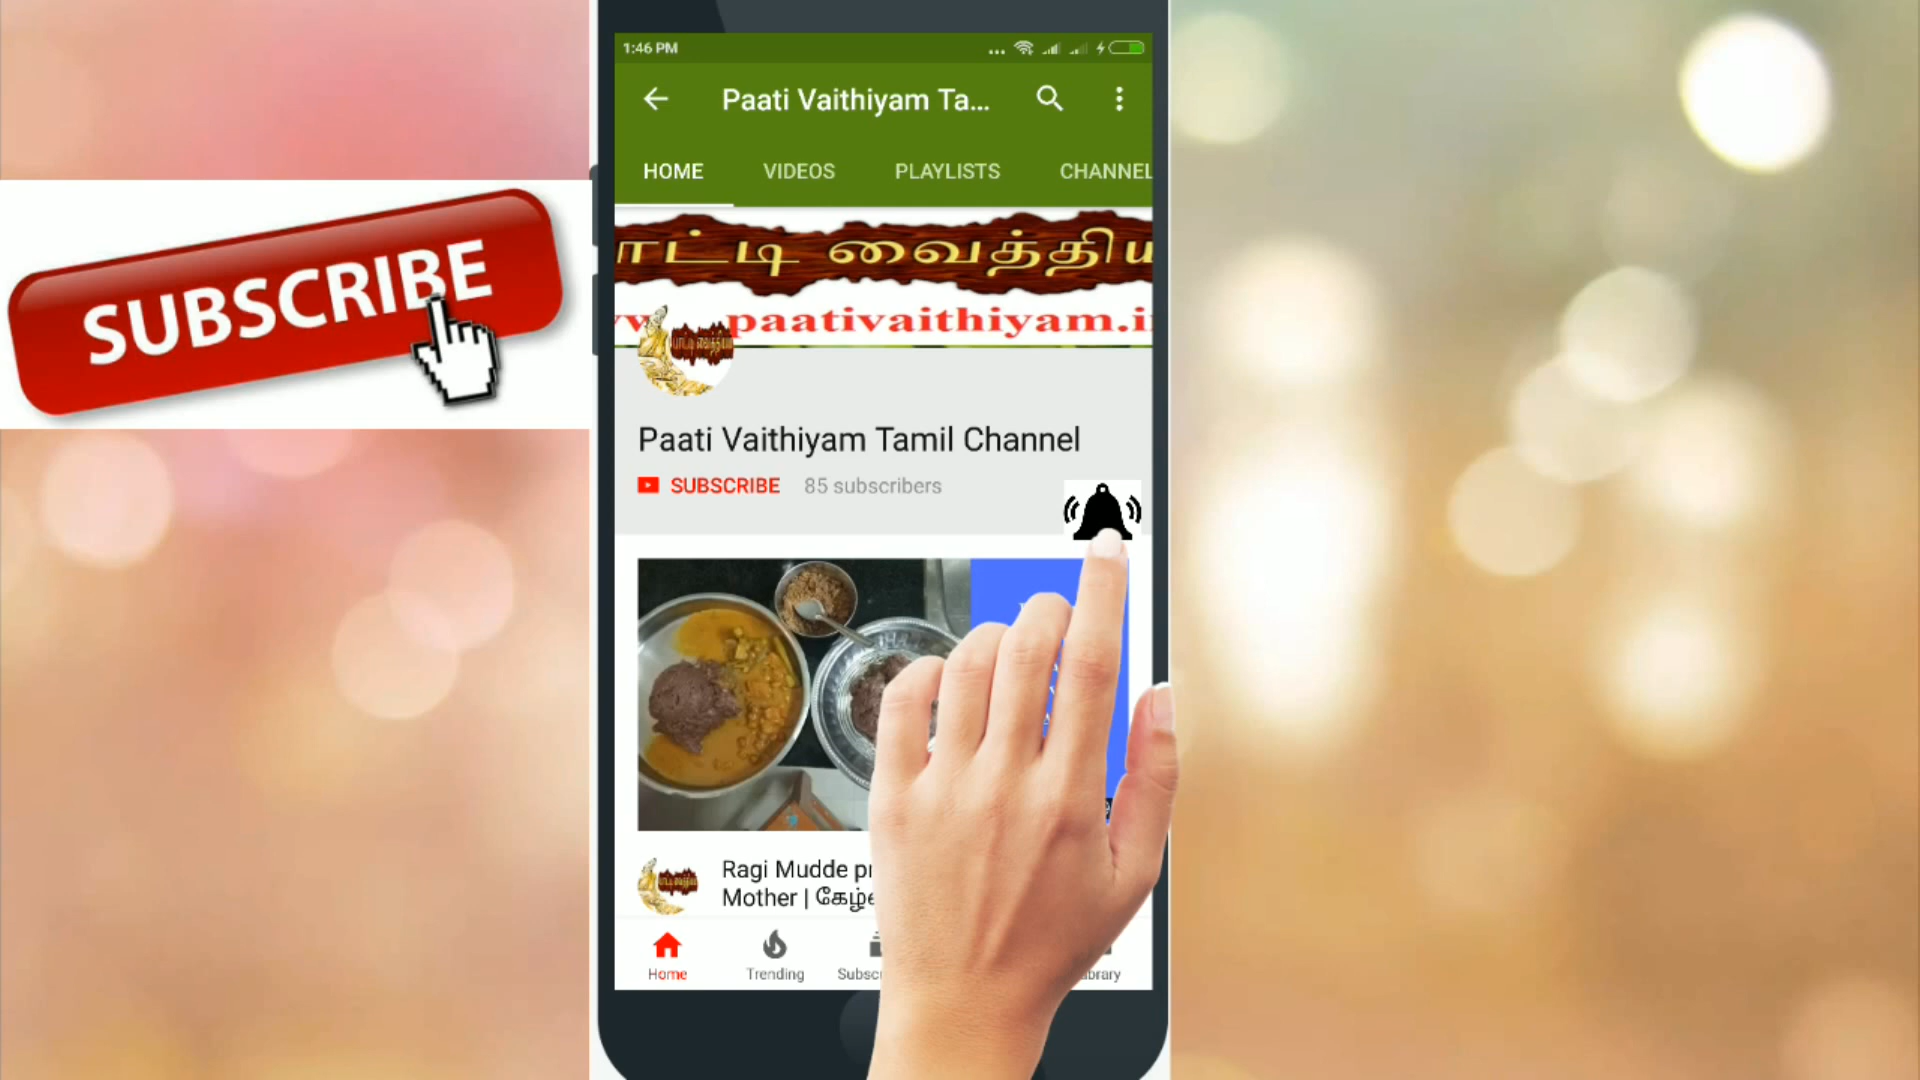 1:46 PM
Paati Vaithiyam Ta...
HOME VIDEOS PLAYLISTS CHANNEL
SUBSCRIBE
ாட்டி வைத்திய
paativaithiyam.i
பாட்டி வைத்திய
Paati Vaithiyam Tamil Channel
SUBSCRIBE 85 subscribers
Ragi Mudde
Mother |
Home Trending